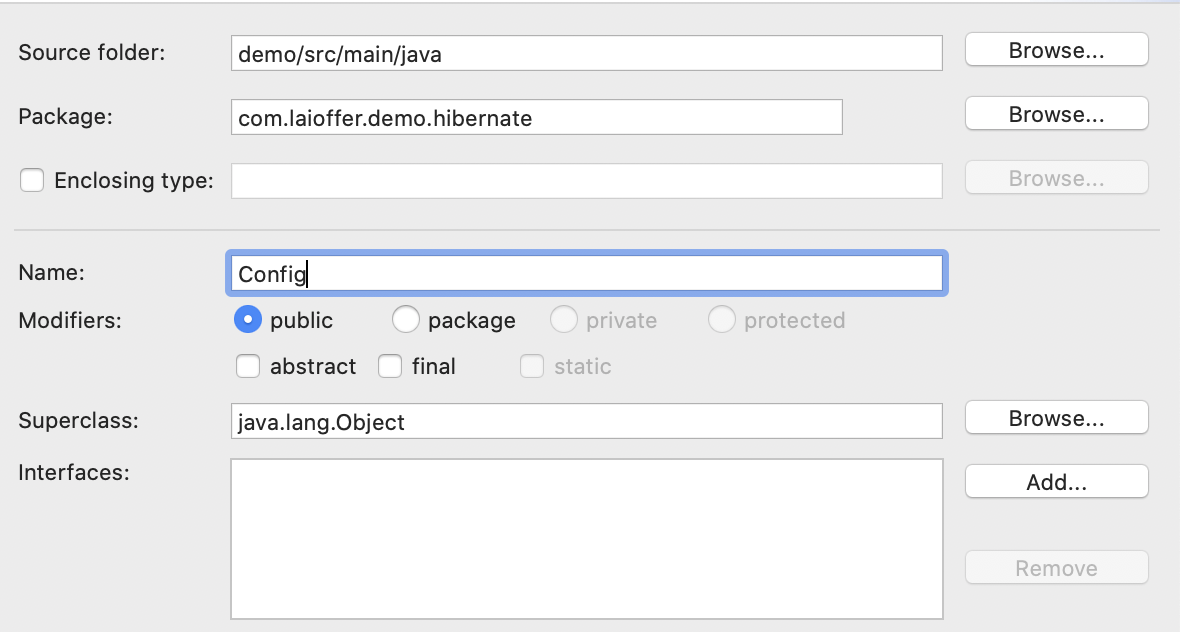 Source folder: demo/src/main/java Browse...
Package: com.laioffer.demo.hibernate Browse...
Enclosing type: Browse...
Name: Config
Modifiers: public package private protected
abstract final static
Superclass: java.lang.Object Browse...
Interfaces: Add...
Remove